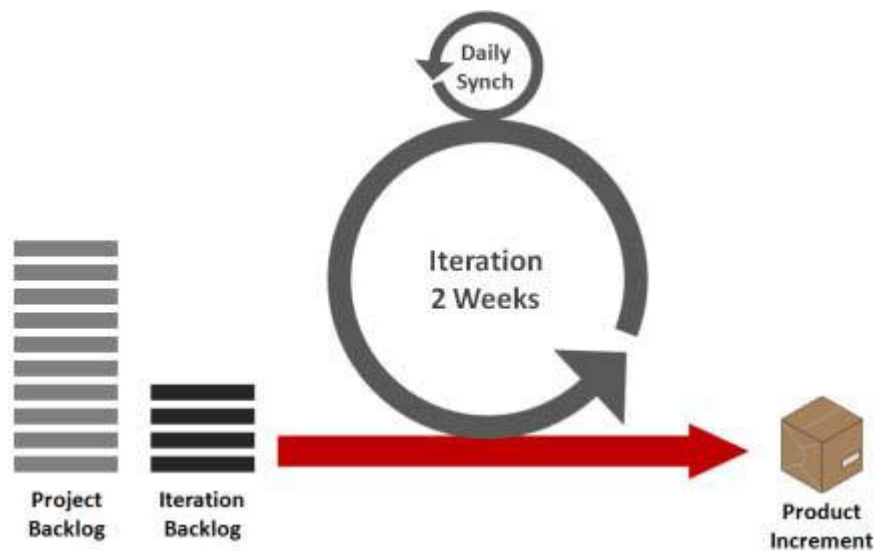 Daily
Synch
Iteration
2 Weeks
Project
Backlog
Iteration
Backlog
Product
Increment